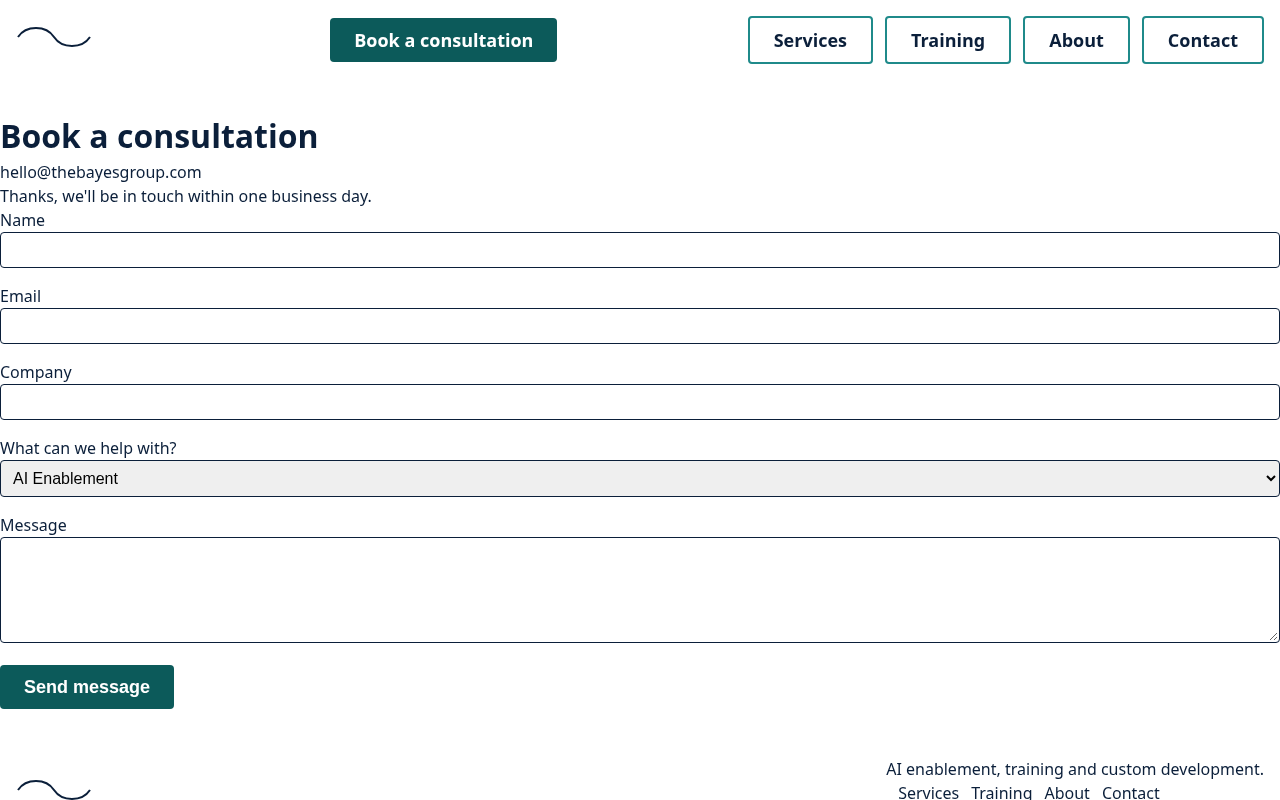 Book a consultation
Services
Training
About
Contact
Book a consultation
hello@thebayesgroup.com
Thanks, we'll be in touch within one business day.
Name
Email
Company
What can we help with?
AI Enablement
Message
Send message
AI enablement, training and custom development.
Services Training About Contact